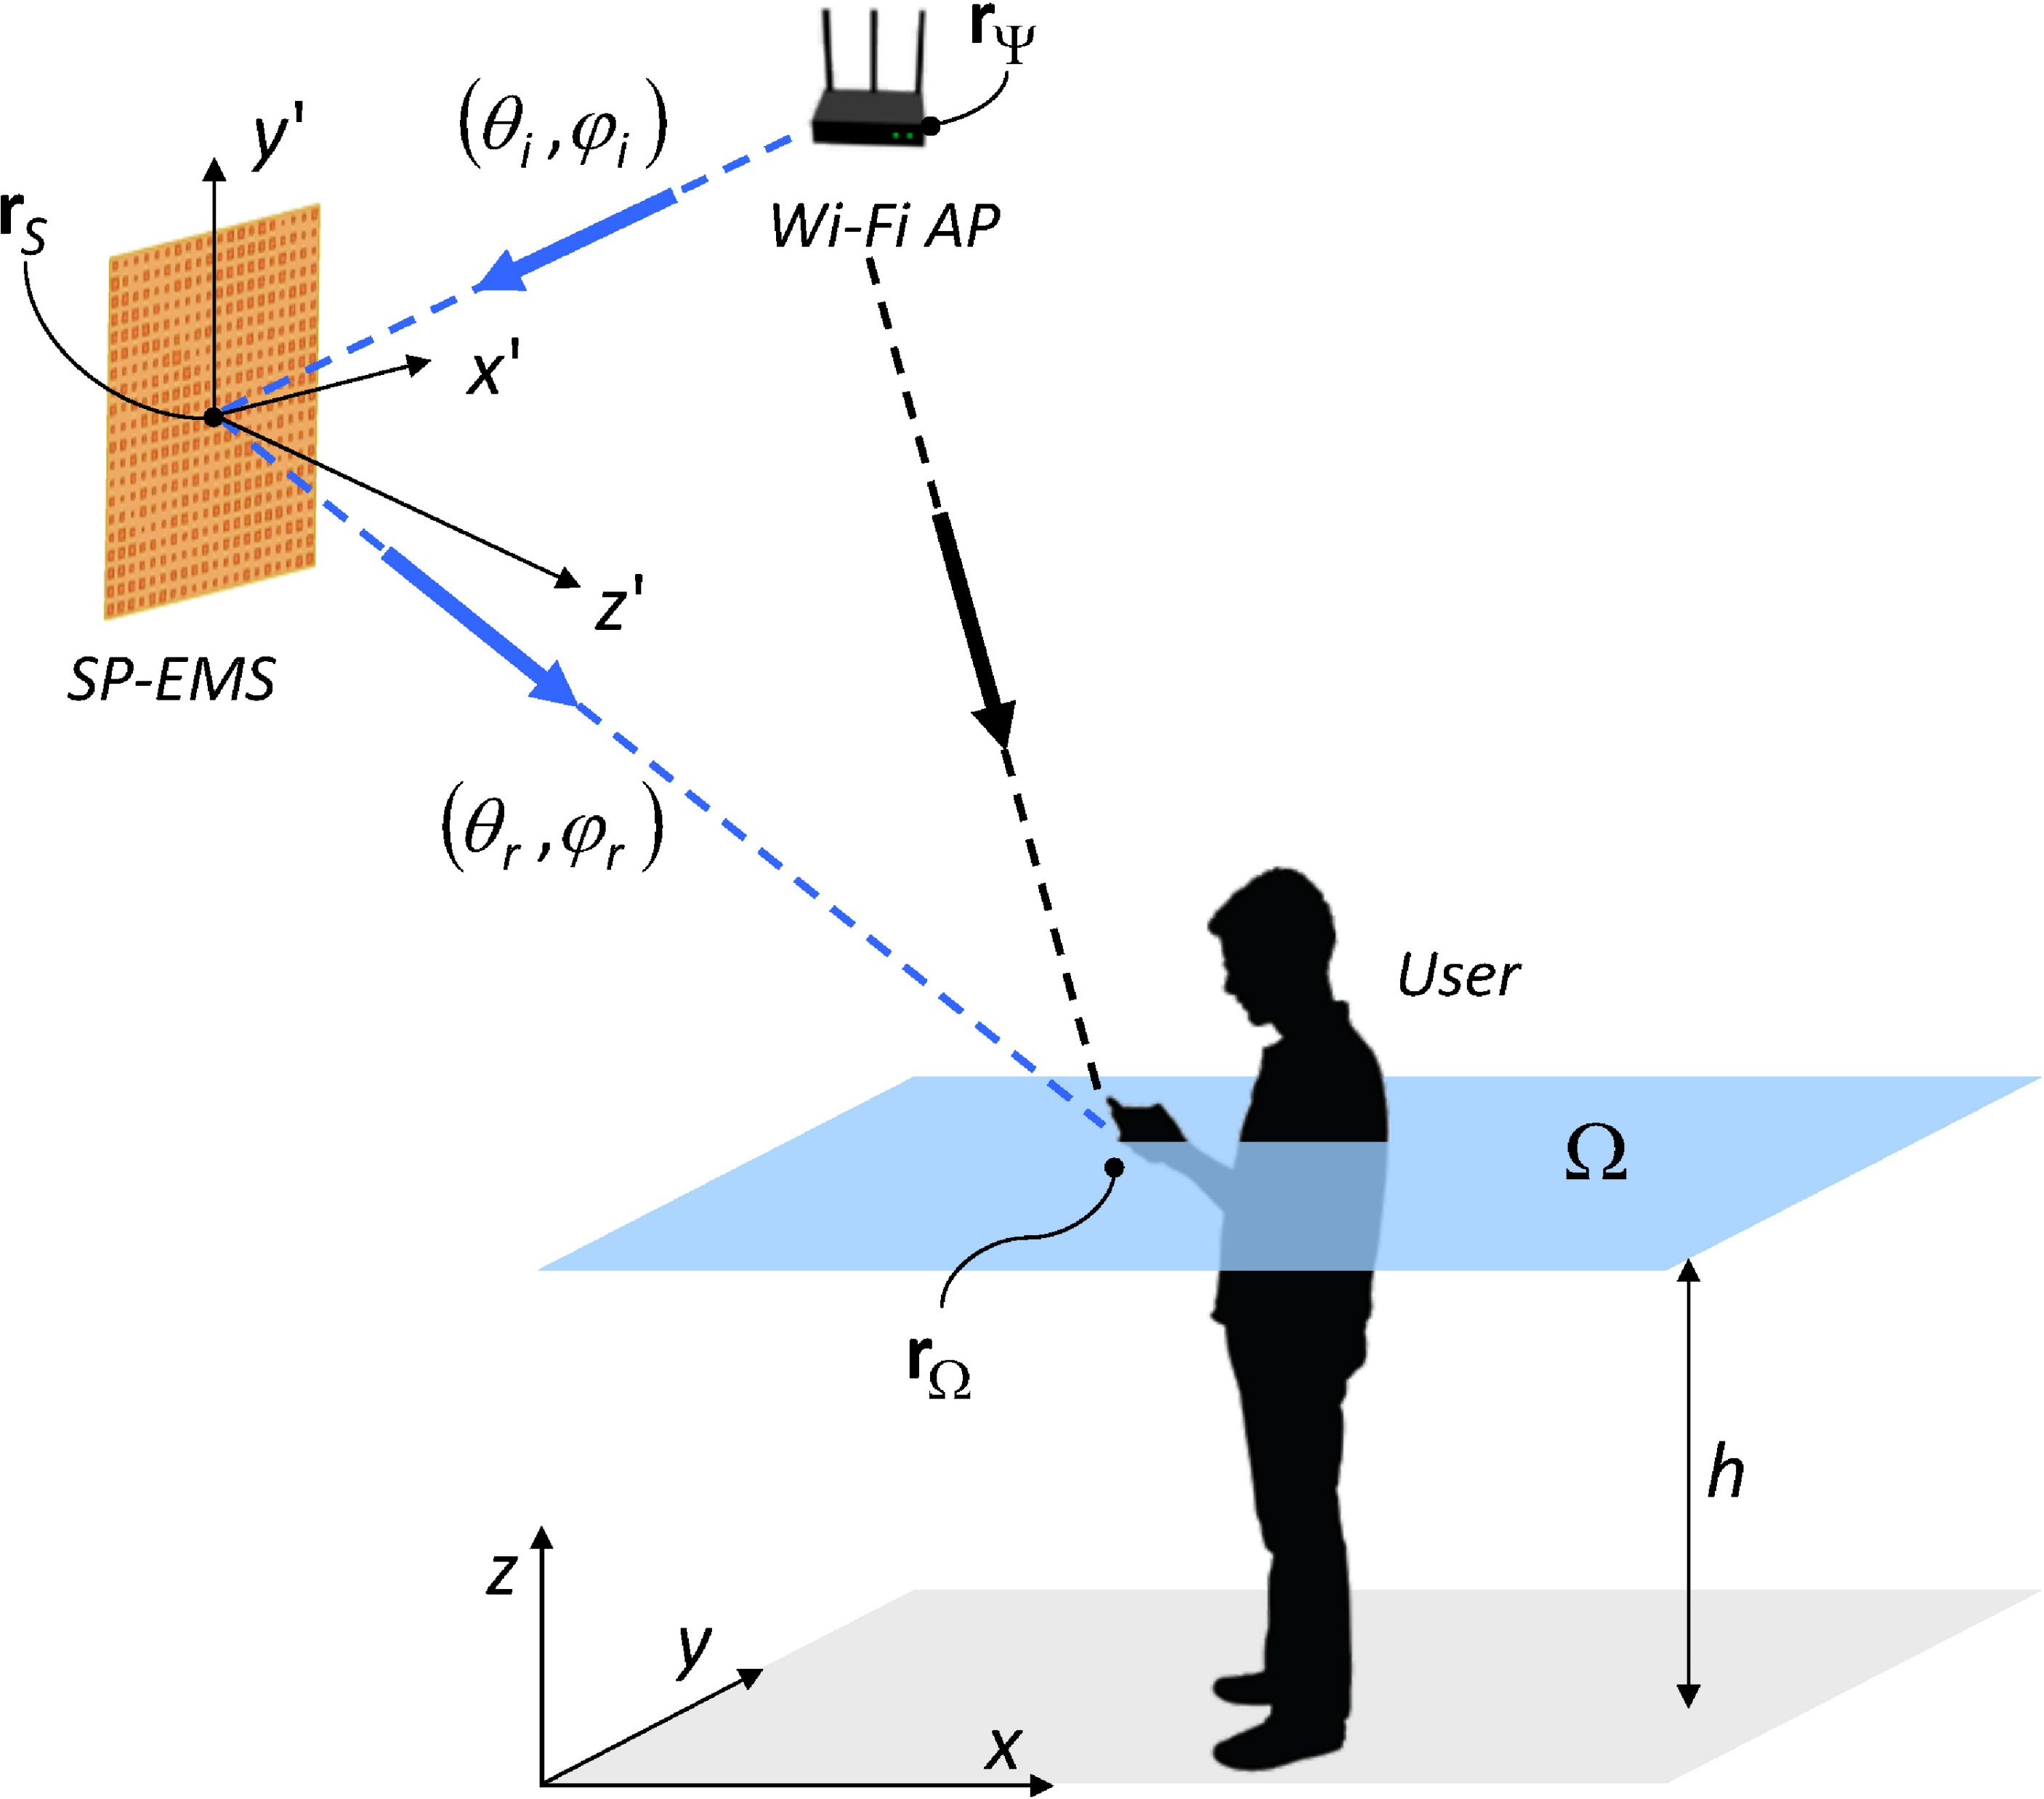 r_Ψ
(θ_i, φ_i)
y'
r_S
Wi-Fi AP
x'
z'
SP-EMS
(θ_r, φ_r)
User
Ω
r_Ω
h
z
y
x